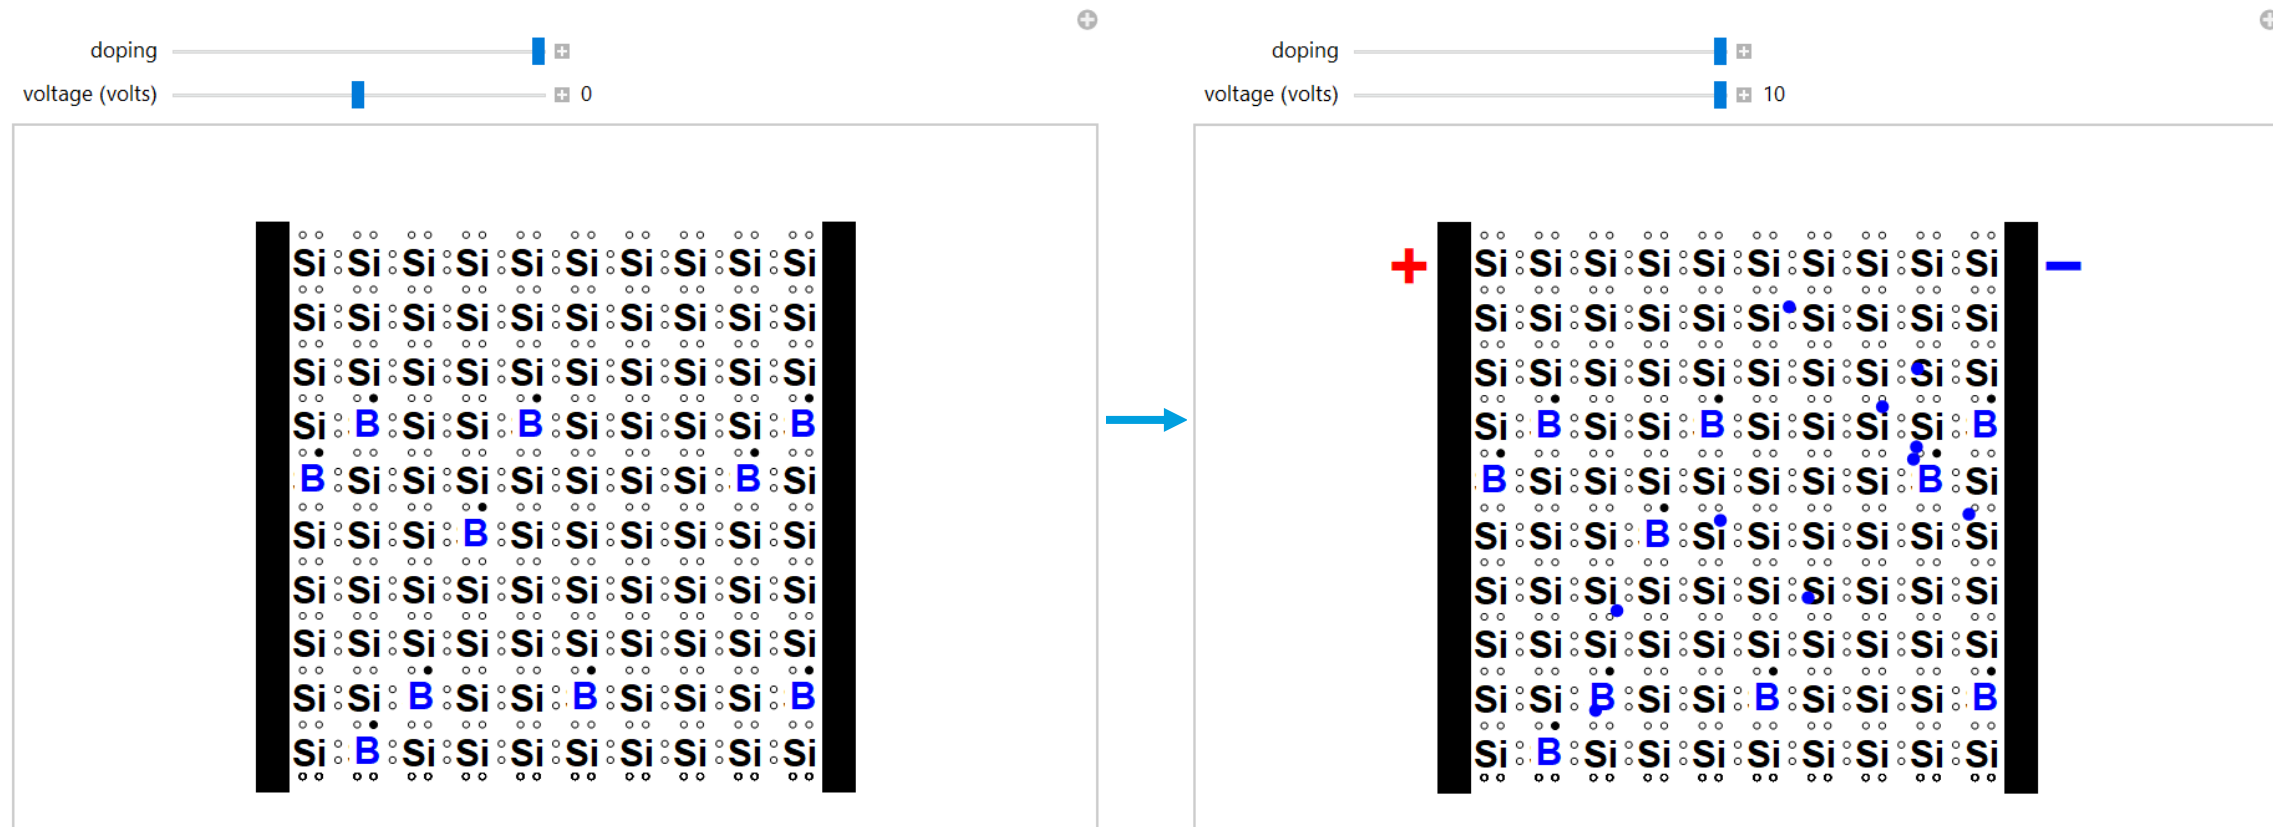 doping
voltage (volts) 0
Si Si Si Si Si Si Si Si Si Si
Si Si Si Si Si Si Si Si Si Si
Si Si Si Si Si Si Si Si Si Si
Si B Si Si B Si Si Si Si B
B Si Si Si Si Si Si Si B Si
Si Si Si B Si Si Si Si Si Si
Si Si Si Si Si Si Si Si Si Si
Si Si Si Si Si Si Si Si Si Si
Si Si B Si Si B Si Si Si B
Si B Si Si Si Si Si Si Si Si
doping
voltage (volts) 10
+ −
Si Si Si Si Si Si Si Si Si Si
Si Si Si Si Si Si Si Si Si Si
Si Si Si Si Si Si Si Si Si Si
Si B Si Si B Si Si Si Si B
B Si Si Si Si Si Si Si B Si
Si Si Si B Si Si Si Si Si Si
Si Si Si Si Si Si Si Si Si Si
Si Si Si Si Si Si Si Si Si Si
Si Si B Si Si B Si Si Si B
Si B Si Si Si Si Si Si Si Si